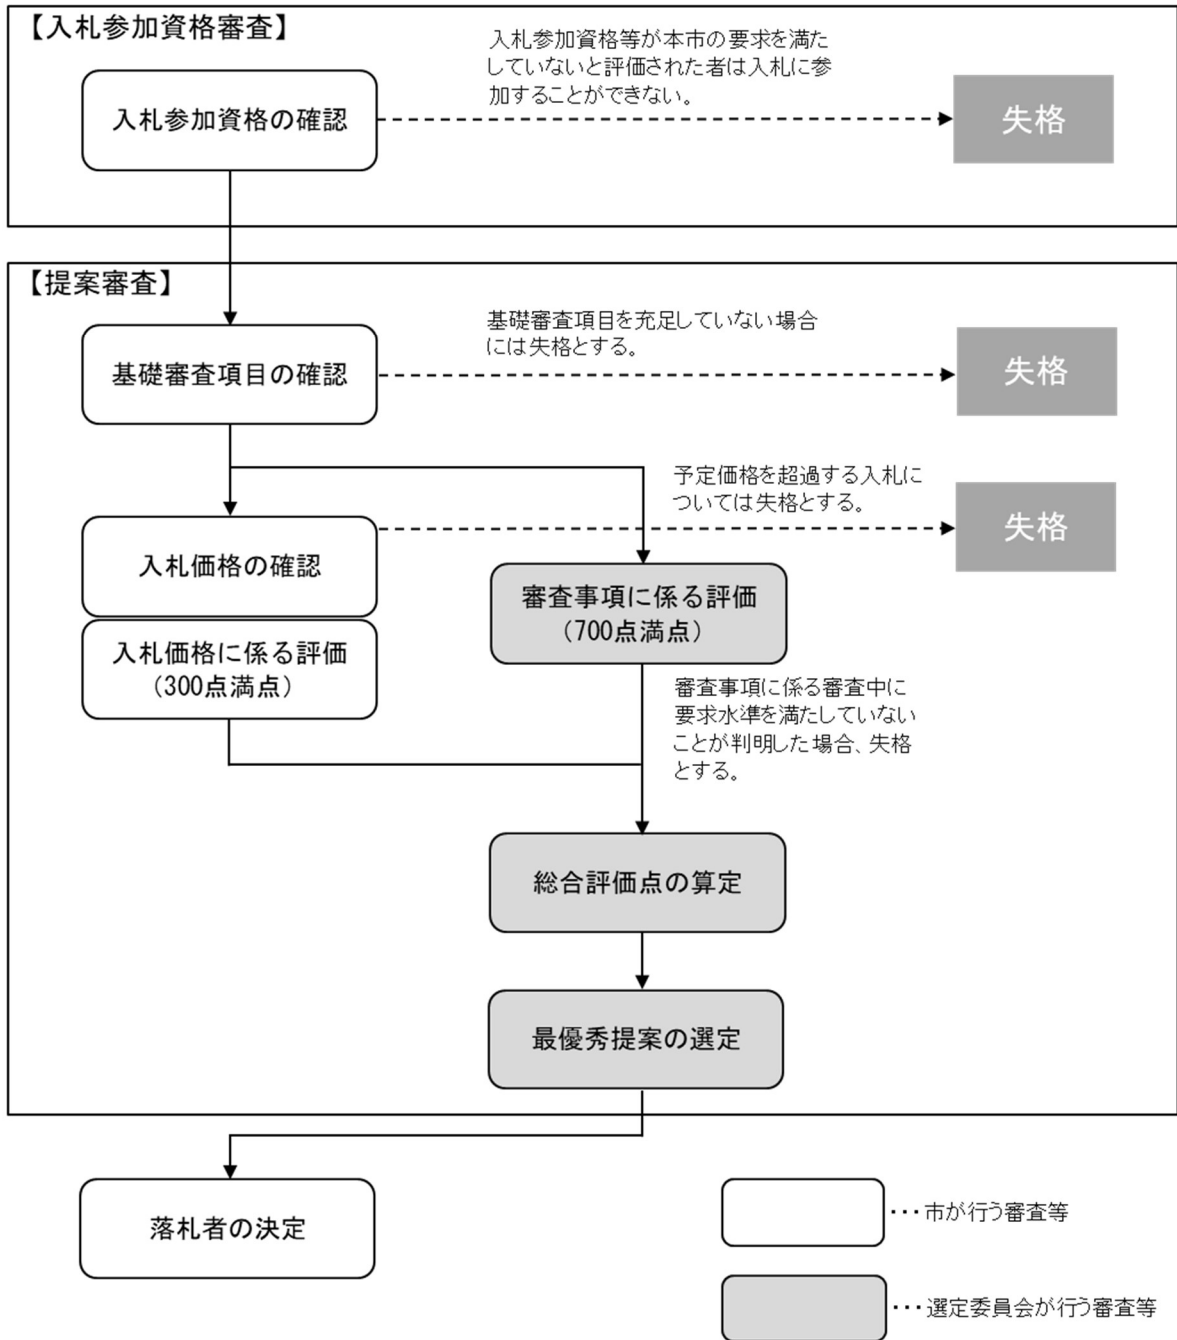 【入札参加資格審査】
入札参加資格等が本市の要求を満た
していないと評価された者は入札に参
加することができない。
入札参加資格の確認
失格
【提案審査】
基礎審査項目を充足していない場合
には失格とする。
基礎審査項目の確認
失格
予定価格を超過する入札に
ついては失格とする。
失格
入札価格の確認
審査事項に係る評価
(700点満点)
入札価格に係る評価
(300点満点)
審査事項に係る審査中に
要求水準を満たしていない
ことが判明した場合、失格
とする。
総合評価点の算定
最優秀提案の選定
落札者の決定
・・・市が行う審査等
・・・選定委員会が行う審査等